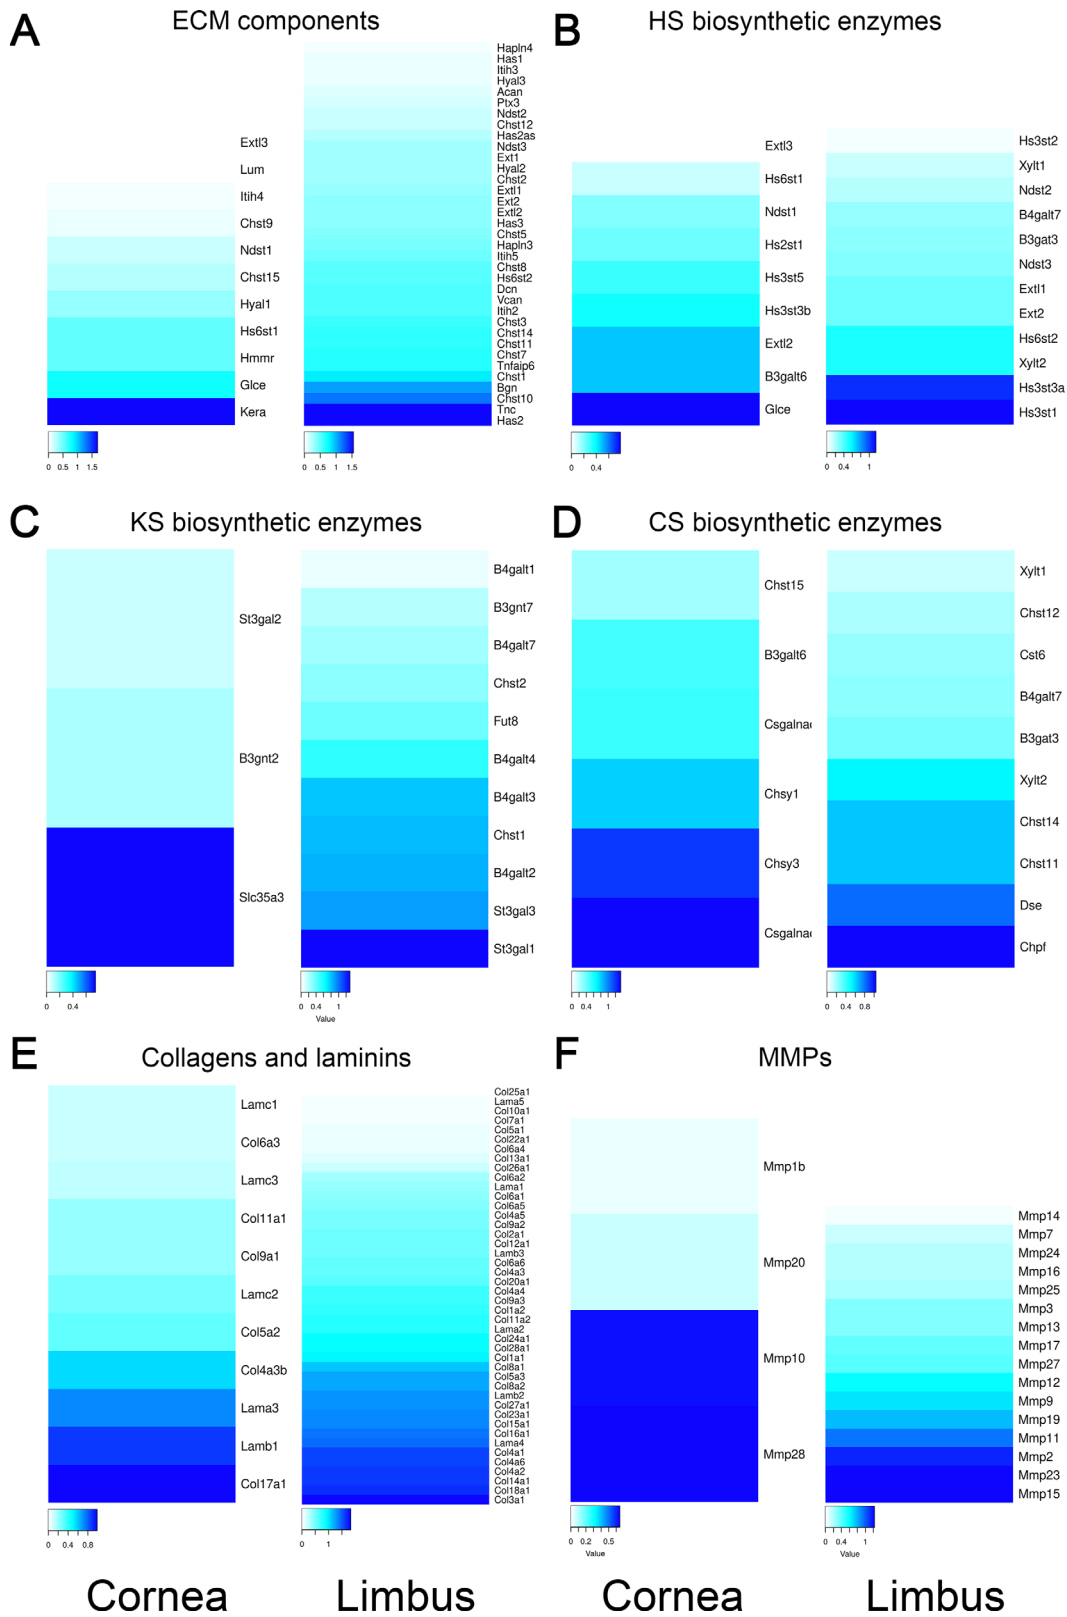 A
ECM components
Extl3
Lum
Itih4
Chst9
Ndst1
Chst15
Hyal1
Hs6st1
Hmmr
Glce
Kera
0 0.5 1 1.5
Hapln4
Has1
Itih3
Hyal3
Acan
Ptx3
Ndst2
Chst12
Has2as
Ndst3
Ext1
Hyal2
Chst2
Extl1
Ext2
Extl2
Has3
Chst5
Hapln3
Itih5
Chst8
Hs6st2
Dcn
Vcan
Itih2
Chst3
Chst14
Chst11
Chst7
Tnfaip6
Chst1
Bgn
Chst10
Tnc
Has2
0 0.5 1 1.5
B
HS biosynthetic enzymes
Extl3
Hs6st1
Ndst1
Hs2st1
Hs3st5
Hs3st3b
Extl2
B3galt6
Glce
0 0.4
Hs3st2
Xylt1
Ndst2
B4galt7
B3gat3
Ndst3
Extl1
Ext2
Hs6st2
Xylt2
Hs3st3a
Hs3st1
0 0.4 1
C
KS biosynthetic enzymes
St3gal2
B3gnt2
Slc35a3
0 0.4
B4galt1
B3gnt7
B4galt7
Chst2
Fut8
B4galt4
B4galt3
Chst1
B4galt2
St3gal3
St3gal1
0 0.4 1
Value
D
CS biosynthetic enzymes
Chst15
B3galt6
Csgalnac
Chsy1
Chsy3
Csgalnac
0 0.4 1
Xylt1
Chst12
Cst6
B4galt7
B3gat3
Xylt2
Chst14
Chst11
Dse
Chpf
0 0.4 0.8
E
Collagens and laminins
Lamc1
Col6a3
Lamc3
Col11a1
Col9a1
Lamc2
Col5a2
Col4a3b
Lama3
Lamb1
Col17a1
0 0.4 0.8
Col25a1
Lama5
Col10a1
Col7a1
Col5a1
Col22a1
Col6a4
Col13a1
Col26a1
Col6a2
Lama1
Col6a1
Col6a5
Col4a5
Col9a2
Col2a1
Col12a1
Lamb3
Col6a6
Col4a3
Col20a1
Col4a4
Col9a3
Col1a2
Col11a2
Lama2
Col24a1
Col28a1
Col1a1
Col8a1
Col5a3
Col8a2
Lamb2
Col27a1
Col23a1
Col15a1
Col16a1
Lama4
Col4a1
Col4a6
Col4a2
Col14a1
Col18a1
Col3a1
0 1
F
MMPs
Mmp1b
Mmp20
Mmp10
Mmp28
0 0.2 0.5
Value
Mmp14
Mmp7
Mmp24
Mmp16
Mmp25
Mmp3
Mmp13
Mmp17
Mmp27
Mmp12
Mmp9
Mmp19
Mmp11
Mmp2
Mmp23
Mmp15
0 0.4 1
Value
Cornea
Limbus
Cornea
Limbus